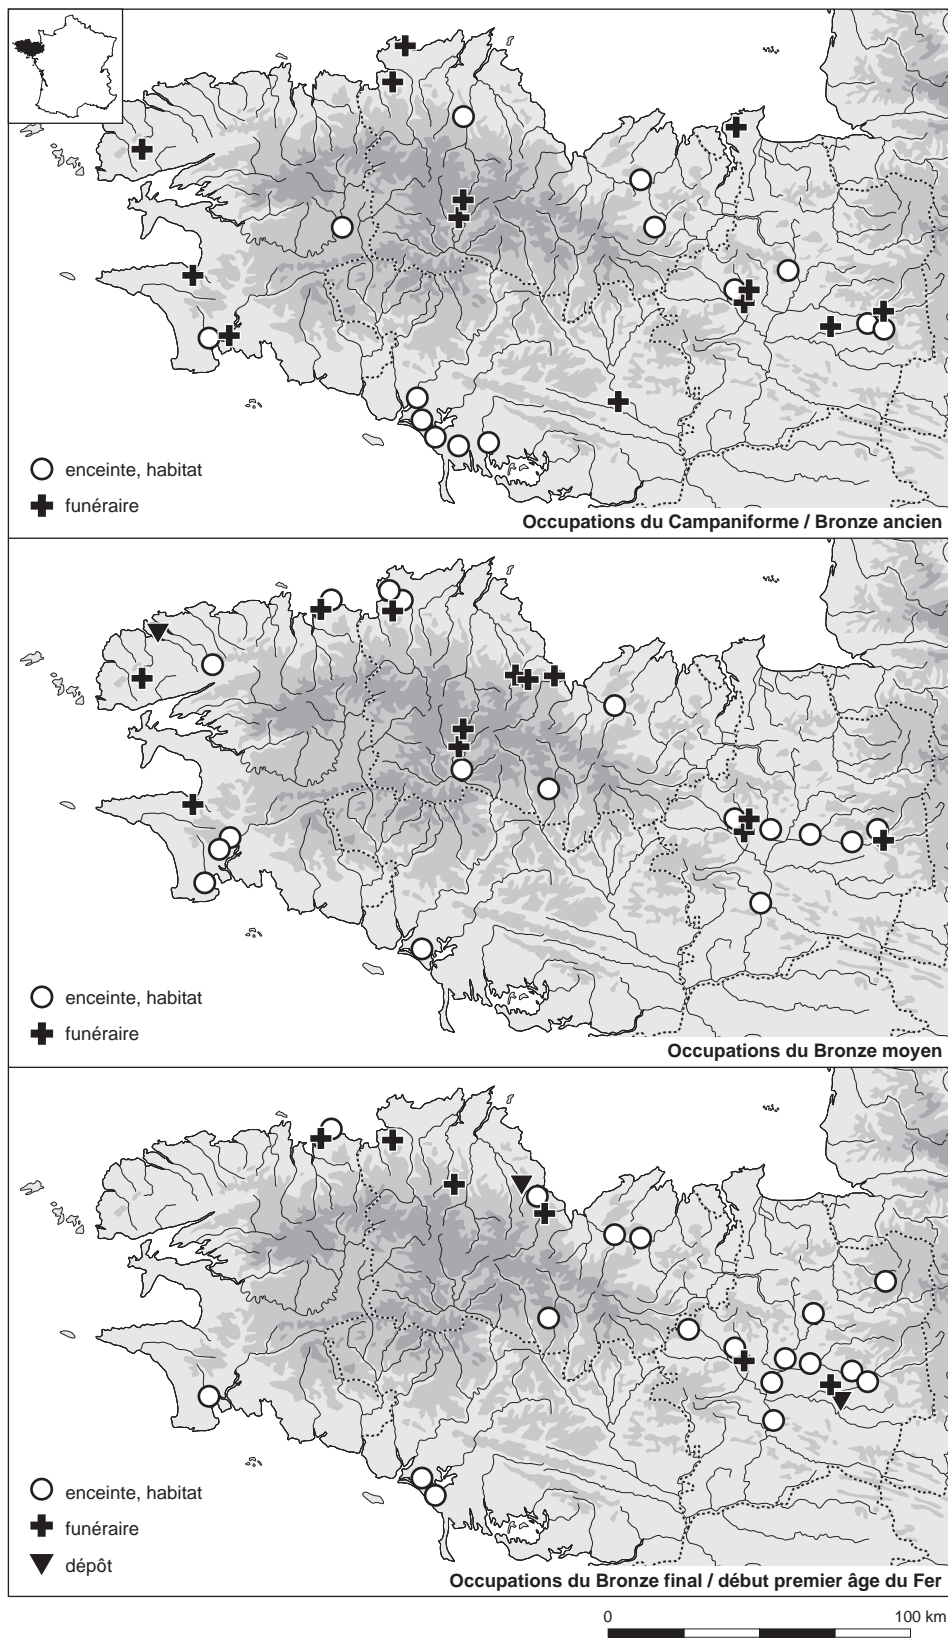 enceinte, habitat
funéraire
Occupations du Campaniforme / Bronze ancien
enceinte, habitat
funéraire
Occupations du Bronze moyen
enceinte, habitat
funéraire
dépôt
Occupations du Bronze final / début premier âge du Fer
0 100 km